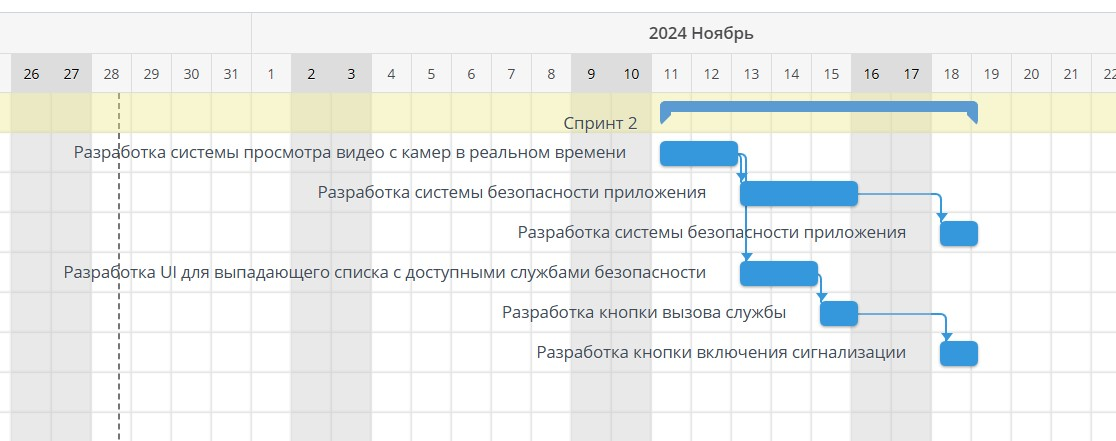 2024 Ноябрь
26 27 28 29 30 31 1 2 3 4 5 6 7 8 9 10 11 12 13 14 15 16 17 18 19 20 21 22
Спринт 2
Разработка системы просмотра видео с камер в реальном времени
Разработка системы безопасности приложения
Разработка системы безопасности приложения
Разработка UI для выпадающего списка с доступными службами безопасности
Разработка кнопки вызова службы
Разработка кнопки включения сигнализации